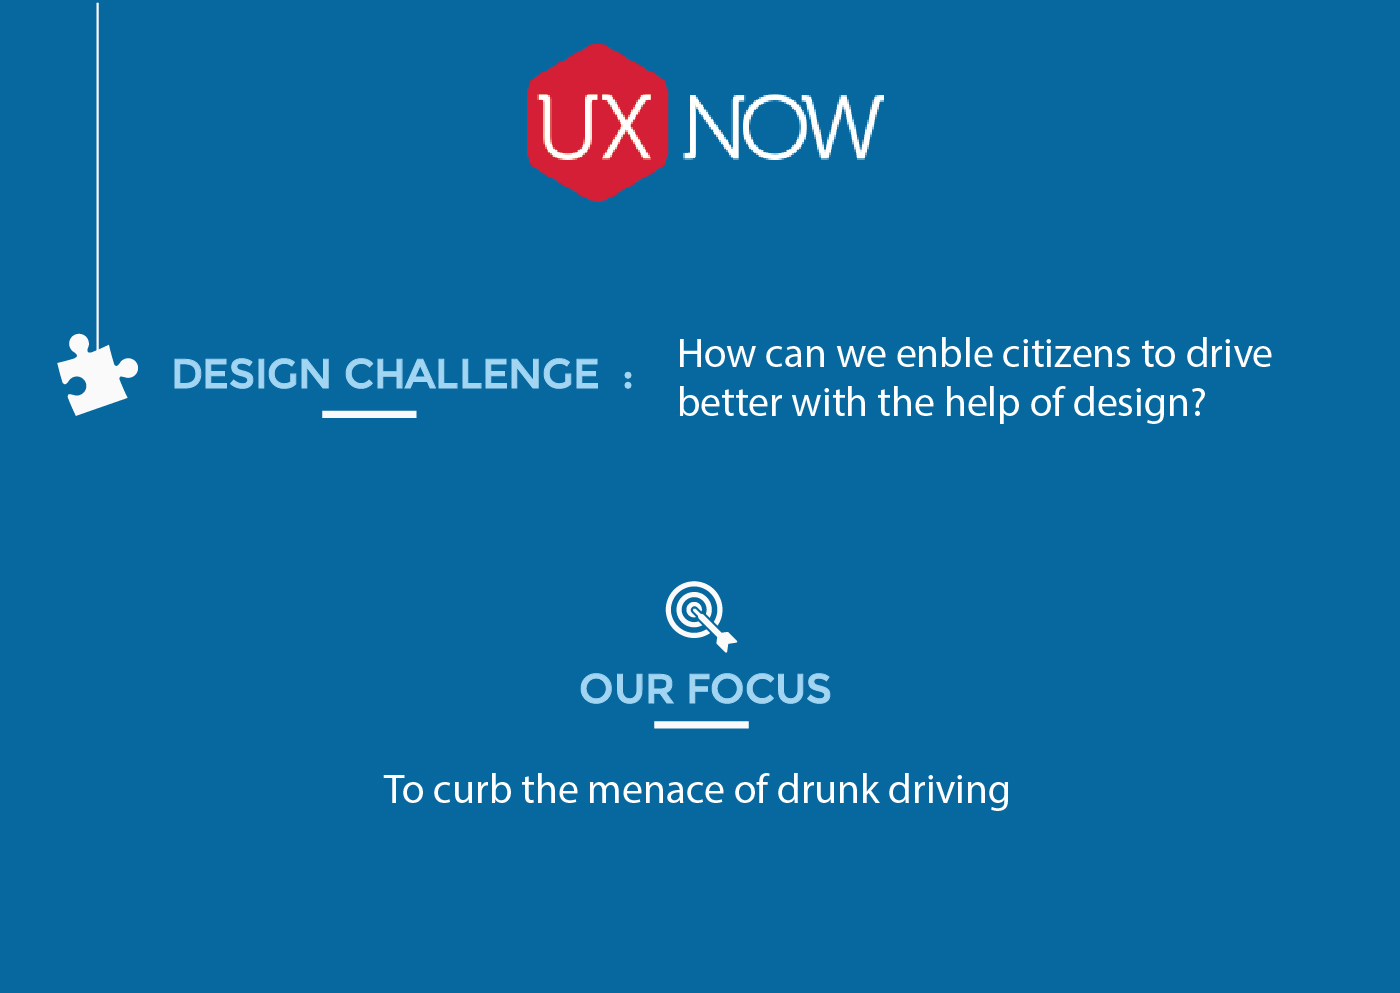 UX NOW
DESIGN CHALLENGE :
How can we enble citizens to drive
better with the help of design?
OUR FOCUS
To curb the menace of drunk driving